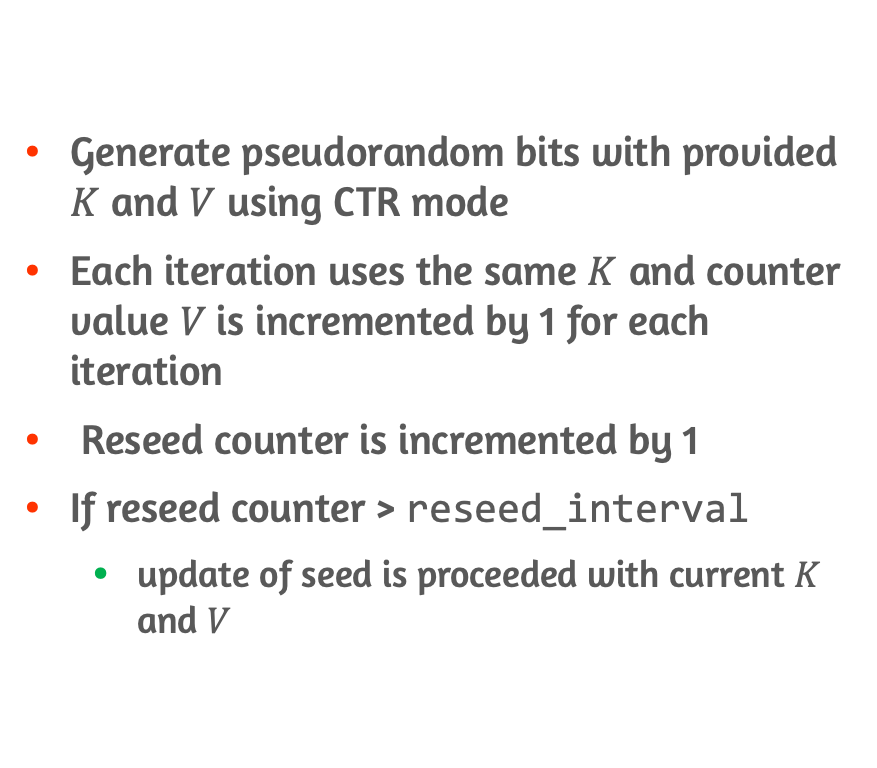 • Generate pseudorandom bits with provided
K and V using CTR mode
• Each iteration uses the same K and counter
value V is incremented by 1 for each
iteration
• Reseed counter is incremented by 1
• If reseed counter > reseed_interval
• update of seed is proceeded with current K
and V